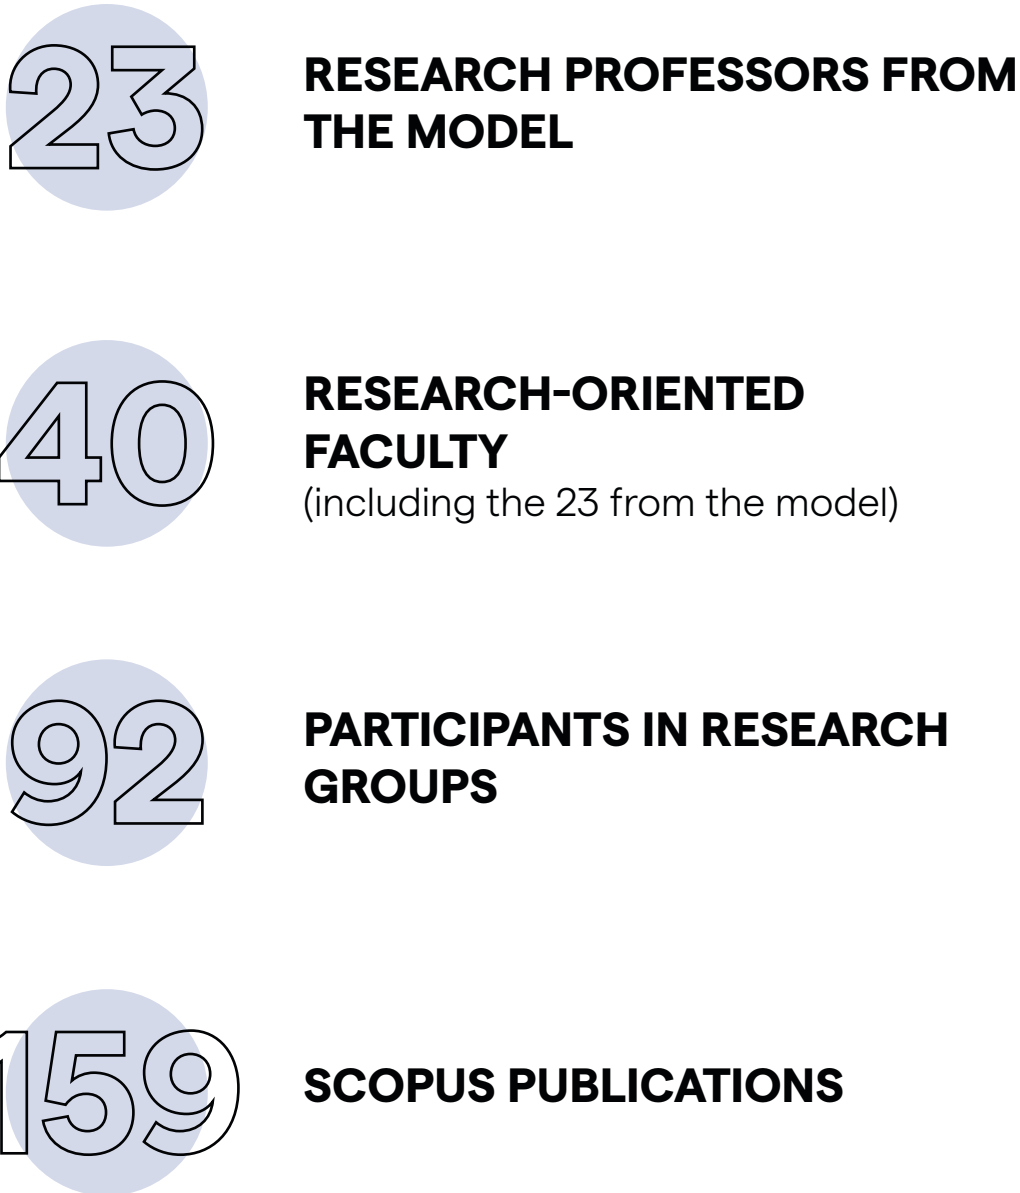 23
RESEARCH PROFESSORS FROM
THE MODEL
40
RESEARCH-ORIENTED
FACULTY
(including the 23 from the model)
92
PARTICIPANTS IN RESEARCH
GROUPS
159
SCOPUS PUBLICATIONS